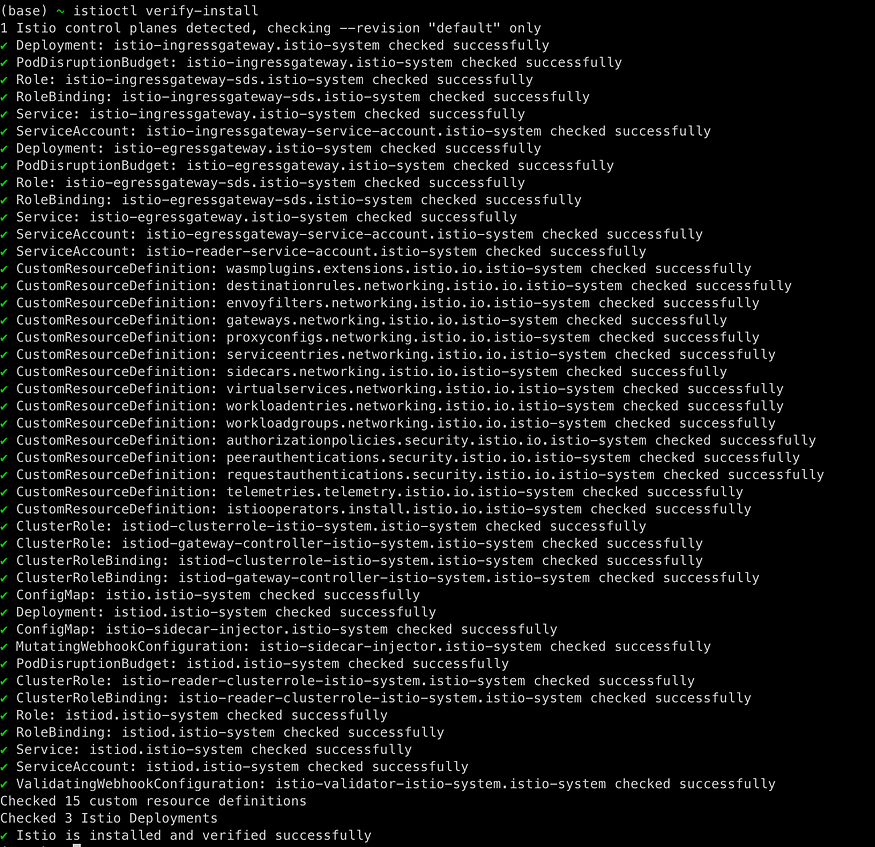 (base) ~ istioctl verify-install
1 Istio control planes detected, checking --revision "default" only
✔ Deployment: istio-ingressgateway.istio-system checked successfully
✔ PodDisruptionBudget: istio-ingressgateway.istio-system checked successfully
✔ Role: istio-ingressgateway-sds.istio-system checked successfully
✔ RoleBinding: istio-ingressgateway-sds.istio-system checked successfully
✔ Service: istio-ingressgateway.istio-system checked successfully
✔ ServiceAccount: istio-ingressgateway-service-account.istio-system checked successfully
✔ Deployment: istio-egressgateway.istio-system checked successfully
✔ PodDisruptionBudget: istio-egressgateway.istio-system checked successfully
✔ Role: istio-egressgateway-sds.istio-system checked successfully
✔ RoleBinding: istio-egressgateway-sds.istio-system checked successfully
✔ Service: istio-egressgateway.istio-system checked successfully
✔ ServiceAccount: istio-egressgateway-service-account.istio-system checked successfully
✔ ServiceAccount: istio-reader-service-account.istio-system checked successfully
✔ CustomResourceDefinition: wasmplugins.extensions.istio.io.istio-system checked successfully
✔ CustomResourceDefinition: destinationrules.networking.istio.io.istio-system checked successfully
✔ CustomResourceDefinition: envoyfilters.networking.istio.io.istio-system checked successfully
✔ CustomResourceDefinition: gateways.networking.istio.io.istio-system checked successfully
✔ CustomResourceDefinition: proxyconfigs.networking.istio.io.istio-system checked successfully
✔ CustomResourceDefinition: serviceentries.networking.istio.io.istio-system checked successfully
✔ CustomResourceDefinition: sidecars.networking.istio.io.istio-system checked successfully
✔ CustomResourceDefinition: virtualservices.networking.istio.io.istio-system checked successfully
✔ CustomResourceDefinition: workloadentries.networking.istio.io.istio-system checked successfully
✔ CustomResourceDefinition: workloadgroups.networking.istio.io.istio-system checked successfully
✔ CustomResourceDefinition: authorizationpolicies.security.istio.io.istio-system checked successfully
✔ CustomResourceDefinition: peerauthentications.security.istio.io.istio-system checked successfully
✔ CustomResourceDefinition: requestauthentications.security.istio.io.istio-system checked successfully
✔ CustomResourceDefinition: telemetries.telemetry.istio.io.istio-system checked successfully
✔ CustomResourceDefinition: istiooperators.install.istio.io.istio-system checked successfully
✔ ClusterRole: istiod-clusterrole-istio-system.istio-system checked successfully
✔ ClusterRole: istiod-gateway-controller-istio-system.istio-system checked successfully
✔ ClusterRoleBinding: istiod-clusterrole-istio-system.istio-system checked successfully
✔ ClusterRoleBinding: istiod-gateway-controller-istio-system.istio-system checked successfully
✔ ConfigMap: istio.istio-system checked successfully
✔ Deployment: istiod.istio-system checked successfully
✔ ConfigMap: istio-sidecar-injector.istio-system checked successfully
✔ MutatingWebhookConfiguration: istio-sidecar-injector.istio-system checked successfully
✔ PodDisruptionBudget: istiod.istio-system checked successfully
✔ ClusterRole: istio-reader-clusterrole-istio-system.istio-system checked successfully
✔ ClusterRoleBinding: istio-reader-clusterrole-istio-system.istio-system checked successfully
✔ Role: istiod.istio-system checked successfully
✔ RoleBinding: istiod.istio-system checked successfully
✔ Service: istiod.istio-system checked successfully
✔ ServiceAccount: istiod.istio-system checked successfully
✔ ValidatingWebhookConfiguration: istio-validator-istio-system.istio-system checked successfully
Checked 15 custom resource definitions
Checked 3 Istio Deployments
✔ Istio is installed and verified successfully